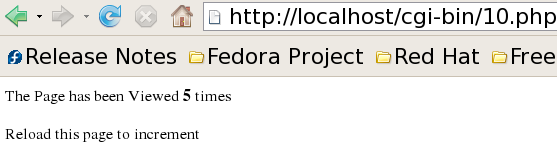 http://localhost/cgi-bin/10.php
Release Notes Fedora Project Red Hat Free
The Page has been Viewed 5 times
Reload this page to increment